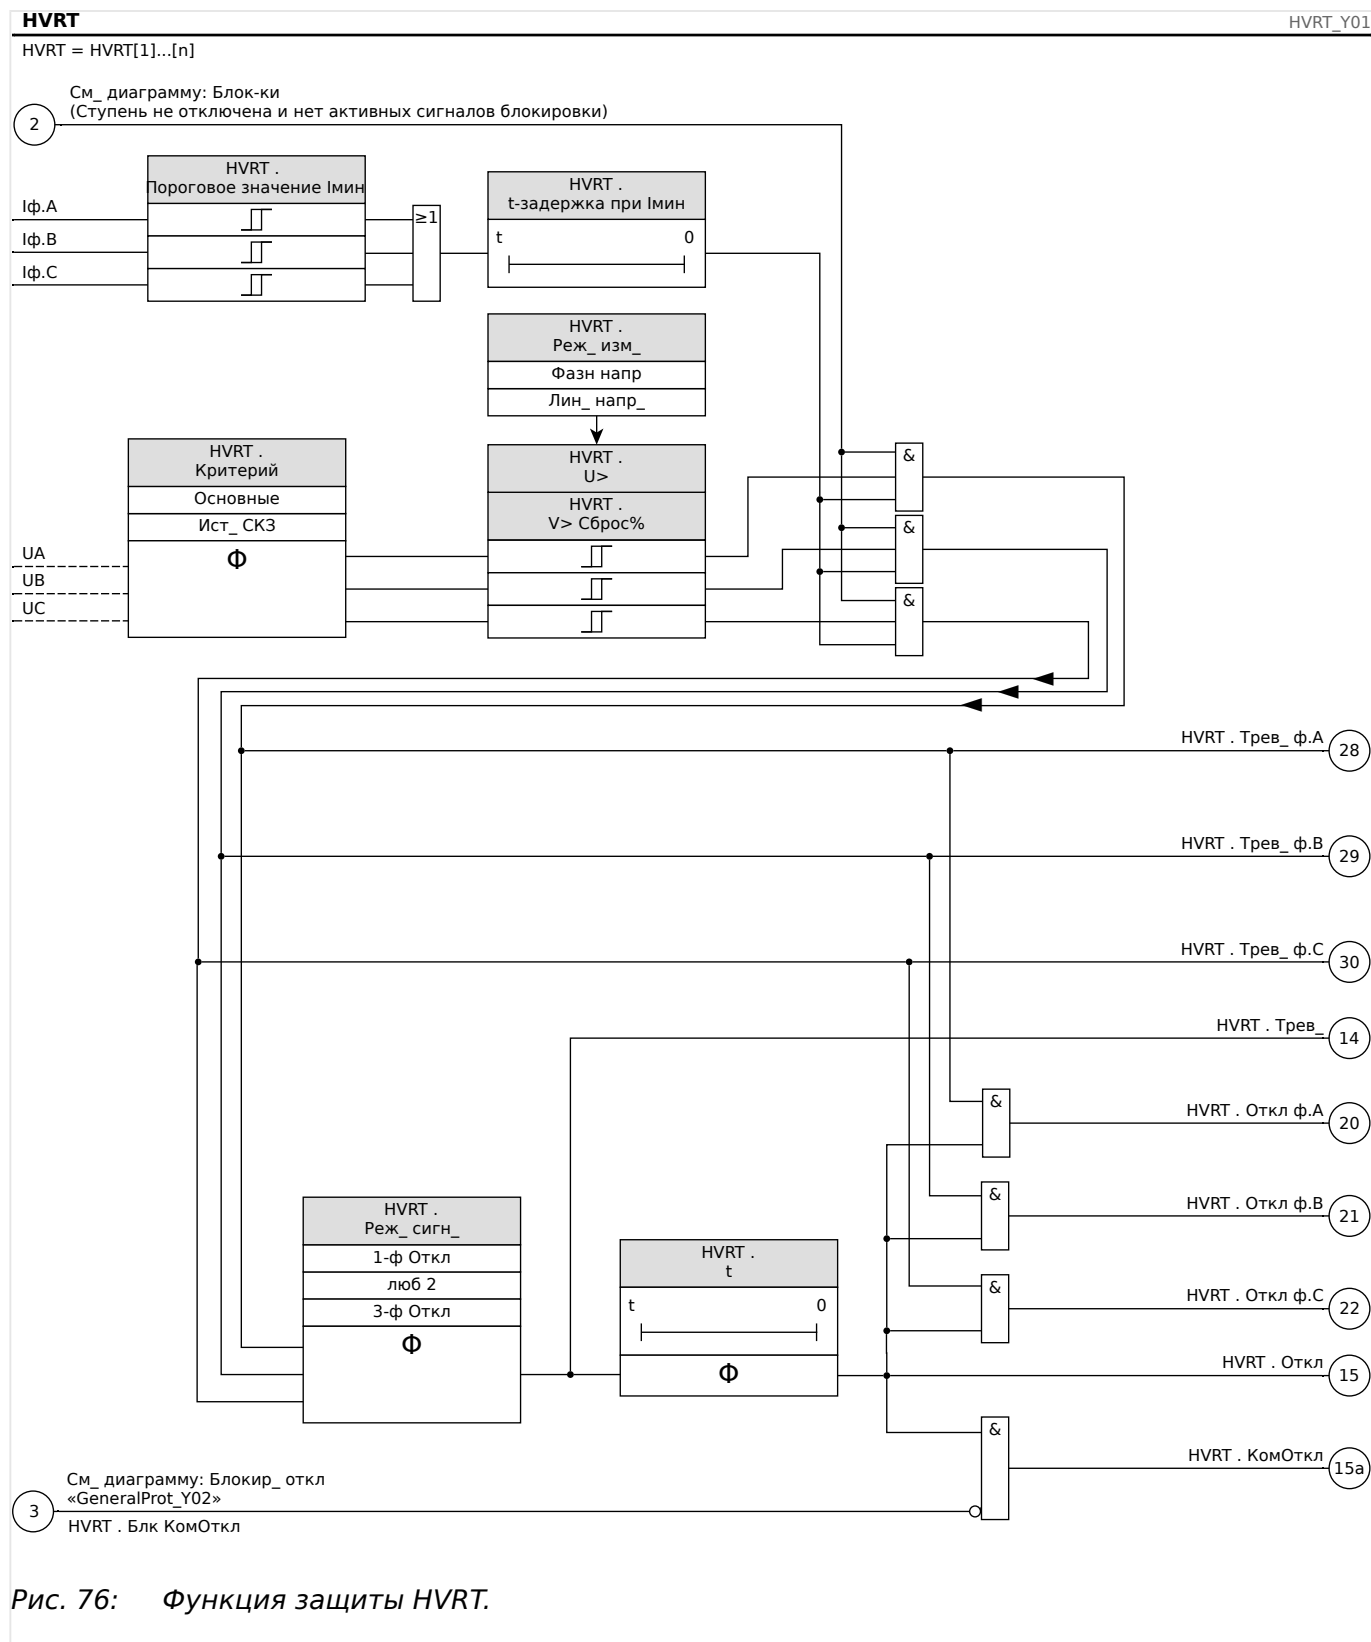 HVRT
HVRT_Y01
HVRT = HVRT[1]...[n]
См_ диаграмму: Блок-ки
(Ступень не отключена и нет активных сигналов блокировки)
2
HVRT .
Пороговое значение Iмин
Iф.A
Iф.B
Iф.C
≥1
HVRT .
t-задержка при Iмин
t 0
HVRT .
Реж_ изм_
Фазн напр
Лин_ напр_
HVRT .
Критерий
Основные
Ист_ СКЗ
Φ
UA
UB
UC
HVRT .
U>
HVRT .
V> Сброс%
&
&
&
HVRT . Трев_ ф.A
28
HVRT . Трев_ ф.B
29
HVRT . Трев_ ф.C
30
HVRT . Трев_
14
&
HVRT . Откл ф.A
20
&
HVRT . Откл ф.B
21
&
HVRT . Откл ф.C
22
HVRT .
Реж_ сигн_
1-ф Откл
люб 2
3-ф Откл
Φ
HVRT .
t
t 0
Φ
HVRT . Откл
15
&
HVRT . КомОткл
15a
См_ диаграмму: Блокир_ откл
«GeneralProt_Y02»
3
HVRT . Блк КомОткл
Рис. 76: Функция защиты HVRT.